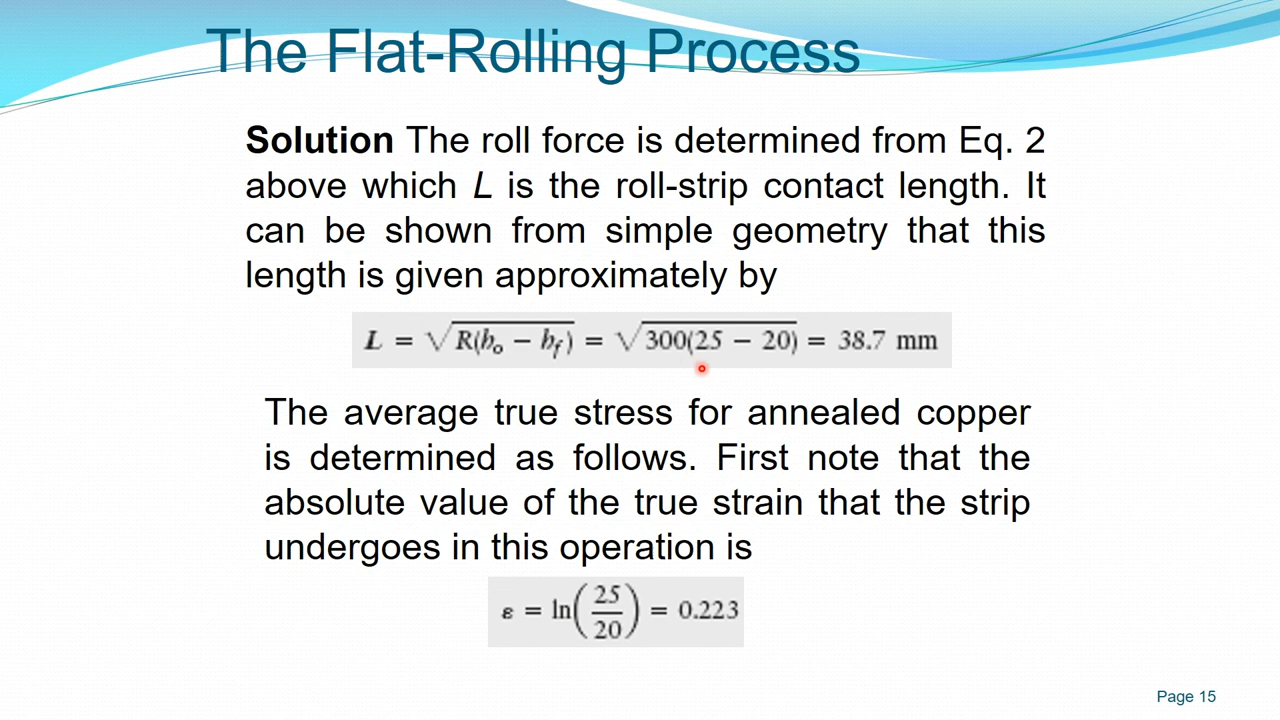 The Flat-Rolling Process
Solution The roll force is determined from Eq. 2
above which L is the roll-strip contact length. It
can be shown from simple geometry that this
length is given approximately by
L = √R(hₒ − h_f) = √300(25 − 20) = 38.7 mm
The average true stress for annealed copper
is determined as follows. First note that the
absolute value of the true strain that the strip
undergoes in this operation is
ε = ln(25/20) = 0.223
Page 15